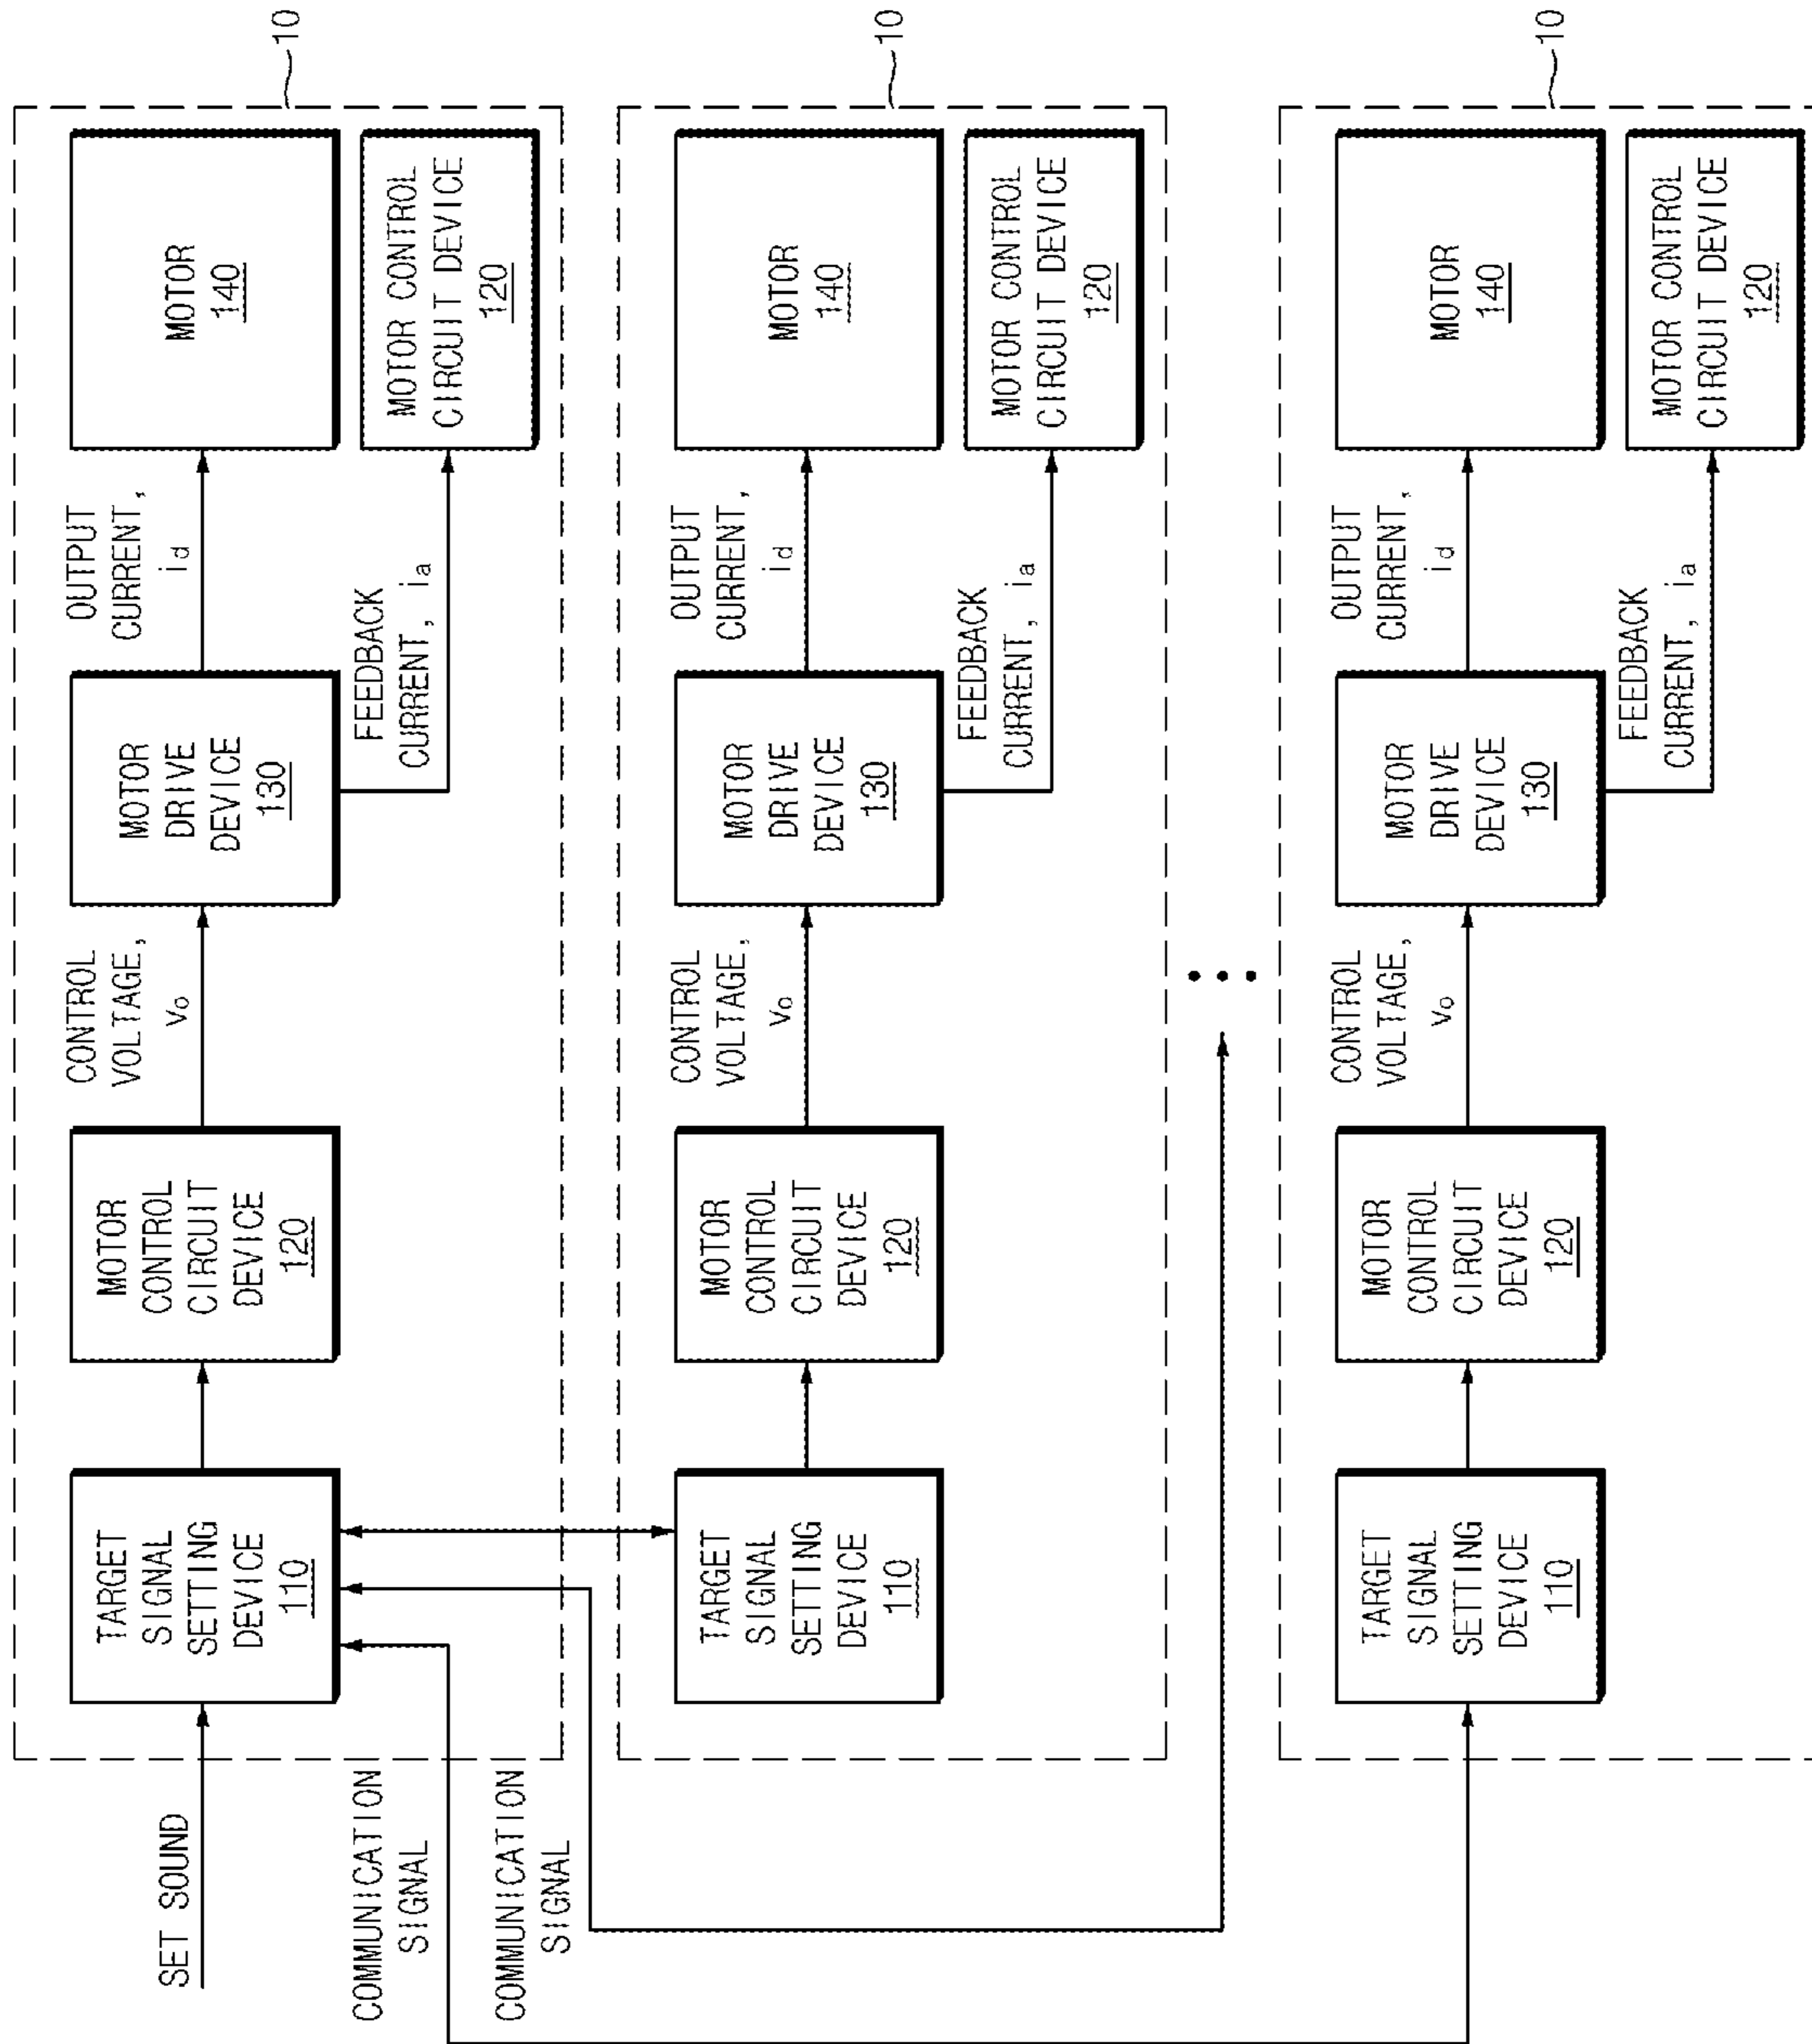 SET SOUND
COMMUNICATION
SIGNAL
COMMUNICATION
SIGNAL
10
TARGET
SIGNAL
SETTING
DEVICE
110
MOTOR
CONTROL
CIRCUIT
DEVICE
120
CONTROL
VOLTAGE,
vo
MOTOR
DRIVE
DEVICE
130
OUTPUT
CURRENT,
id
FEEDBACK
CURRENT, ia
MOTOR
140
MOTOR CONTROL
CIRCUIT DEVICE
120
10
TARGET
SIGNAL
SETTING
DEVICE
110
MOTOR
CONTROL
CIRCUIT
DEVICE
120
CONTROL
VOLTAGE,
vo
MOTOR
DRIVE
DEVICE
130
OUTPUT
CURRENT,
id
FEEDBACK
CURRENT, ia
MOTOR
140
MOTOR CONTROL
CIRCUIT DEVICE
120
10
TARGET
SIGNAL
SETTING
DEVICE
110
MOTOR
CONTROL
CIRCUIT
DEVICE
120
CONTROL
VOLTAGE,
vo
MOTOR
DRIVE
DEVICE
130
OUTPUT
CURRENT,
id
FEEDBACK
CURRENT, ia
MOTOR
140
MOTOR CONTROL
CIRCUIT DEVICE
120